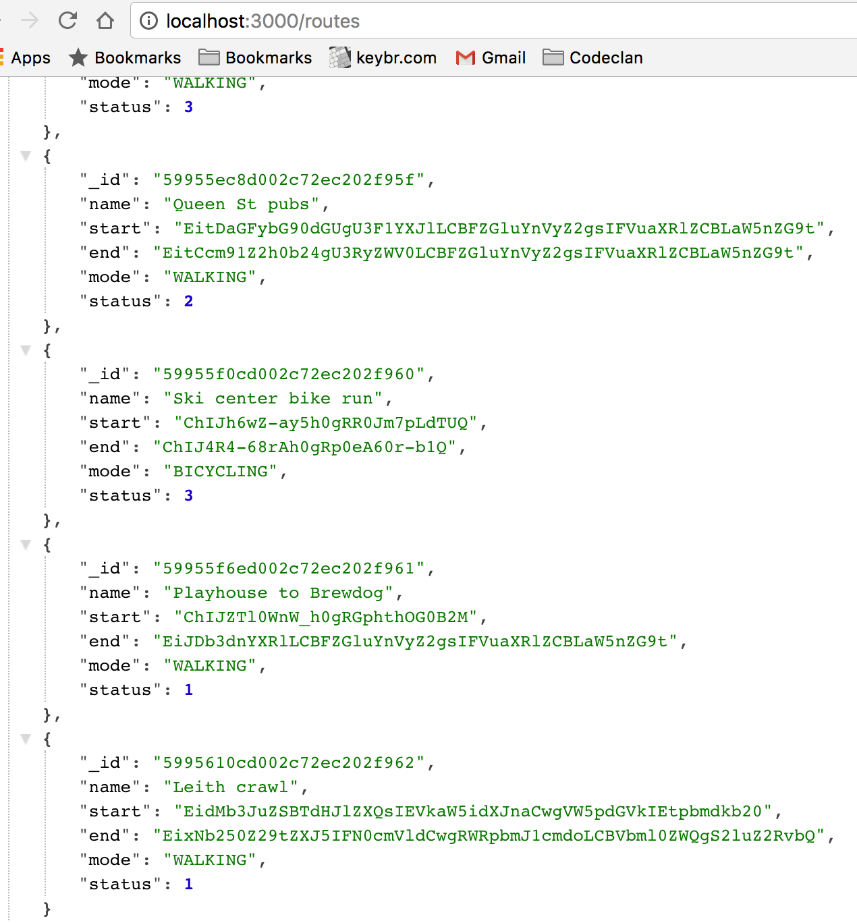 localhost:3000/routes
Apps Bookmarks Bookmarks keybr.com Gmail Codeclan
"mode": "WALKING",
"status": 3
},
{
"_id": "59955ec8d002c72ec202f95f",
"name": "Queen St pubs",
"start": "EitDaGFybG90dGUgU3F1YXJlLCBFZGluYnVyZ2gsIFVuaXRlZCBLaW5nZG9t",
"end": "EitCcm91Z2h0b24gU3RyZWV0LCBFZGluYnVyZ2gsIFVuaXRlZCBLaW5nZG9t",
"mode": "WALKING",
"status": 2
},
{
"_id": "59955f0cd002c72ec202f960",
"name": "Ski center bike run",
"start": "ChIJh6wZ-ay5h0gRR0Jm7pLdTUQ",
"end": "ChIJ4R4-68rAh0gRp0eA60r-b1Q",
"mode": "BICYCLING",
"status": 3
},
{
"_id": "59955f6ed002c72ec202f961",
"name": "Playhouse to Brewdog",
"start": "ChIJZTl0WnW_h0gRGphthOG0B2M",
"end": "EiJDb3dnYXRlLCBFZGluYnVyZ2gsIFVuaXRlZCBLaW5nZG9t",
"mode": "WALKING",
"status": 1
},
{
"_id": "5995610cd002c72ec202f962",
"name": "Leith crawl",
"start": "EidMb3JuZSBTdHJlZXQsIEVkaW5idXJnaCwgVW5pdGVkIEtpbmdkb20",
"end": "EixNb250Z29tZXJ5IFN0cmVldCwgRWRpbmJ1cmdoLCBVbml0ZWQgS2luZ2RvbQ",
"mode": "WALKING",
"status": 1
}